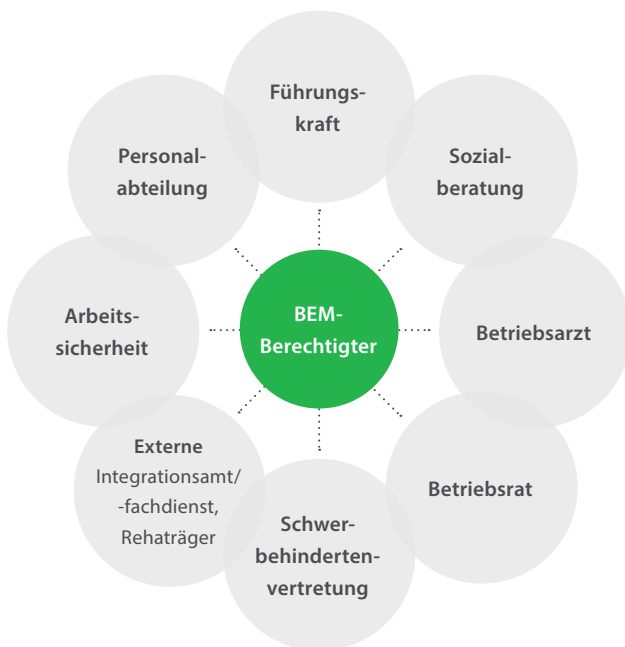 Führungs-
kraft
Sozial-
beratung
Betriebsarzt
Betriebsrat
Schwer-
behinderten-
vertretung
Externe
Integrationsamt/
-fachdienst,
Rehaträger
Arbeits-
sicherheit
Personal-
abteilung
BEM-
Berechtigter